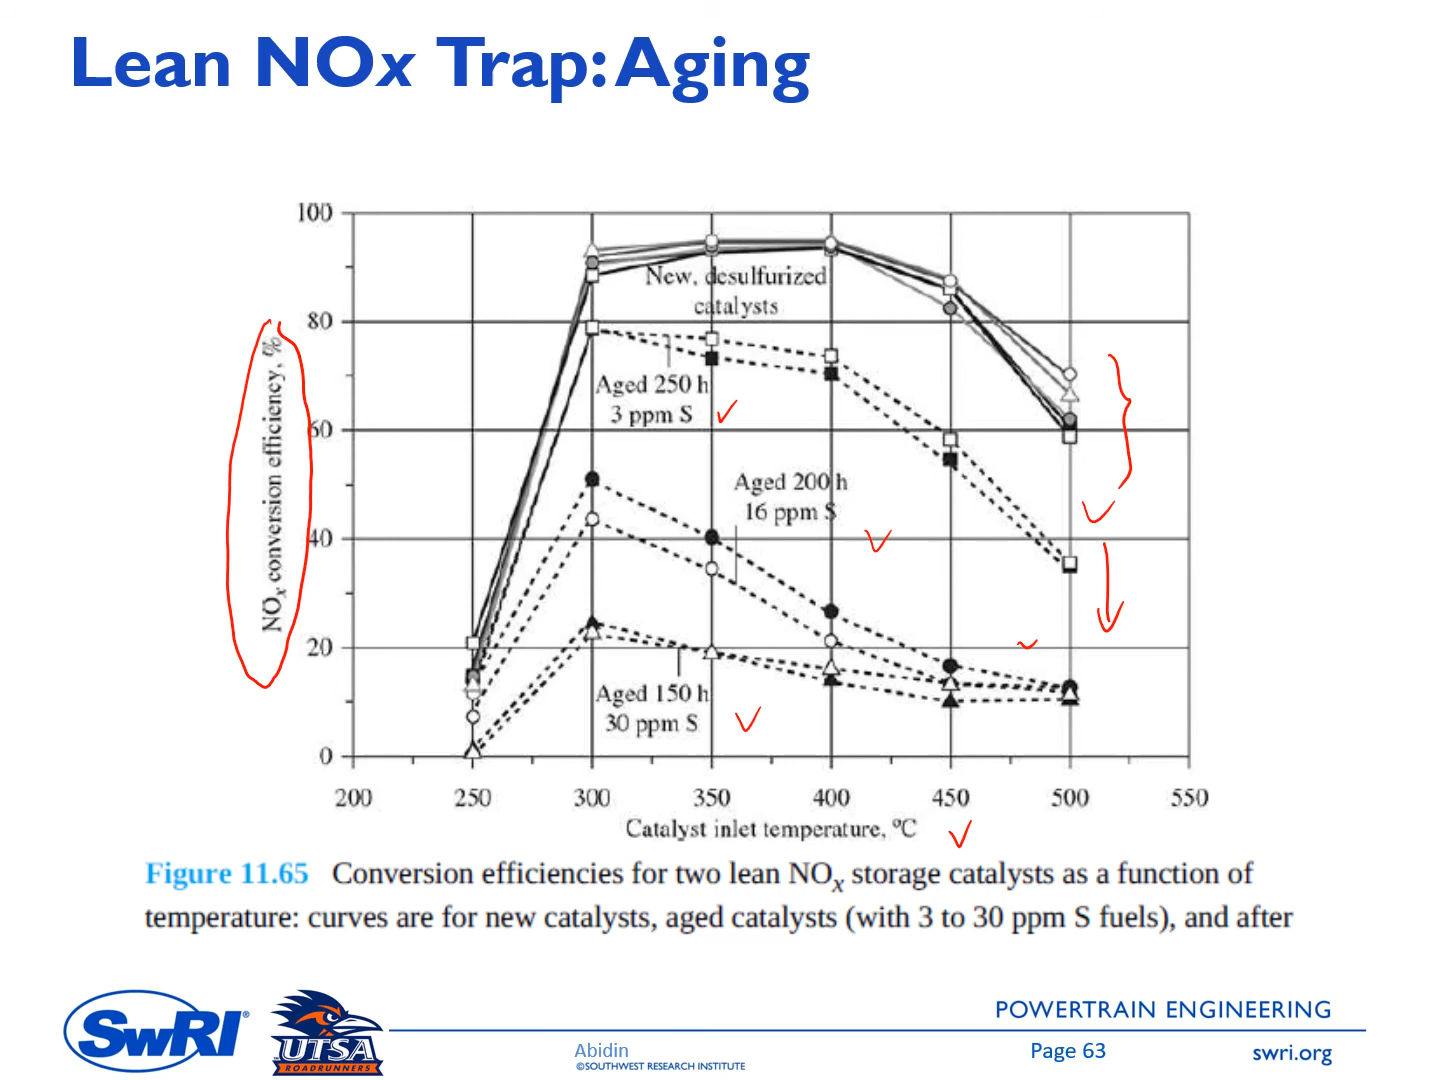 Lean NOx Trap: Aging
100
80
60
40
20
0
NOx conversion efficiency, %
New, desulfurized
catalysts
Aged 250 h
3 ppm S
Aged 200 h
16 ppm S
Aged 150 h
30 ppm S
200 250 300 350 400 450 500 550
Catalyst inlet temperature, °C
Figure 11.65 Conversion efficiencies for two lean NOx storage catalysts as a function of
temperature: curves are for new catalysts, aged catalysts (with 3 to 30 ppm S fuels), and after
SwRI®
UTSA
ROADRUNNERS
POWERTRAIN ENGINEERING
Abidin
©SOUTHWEST RESEARCH INSTITUTE
Page 63
swri.org